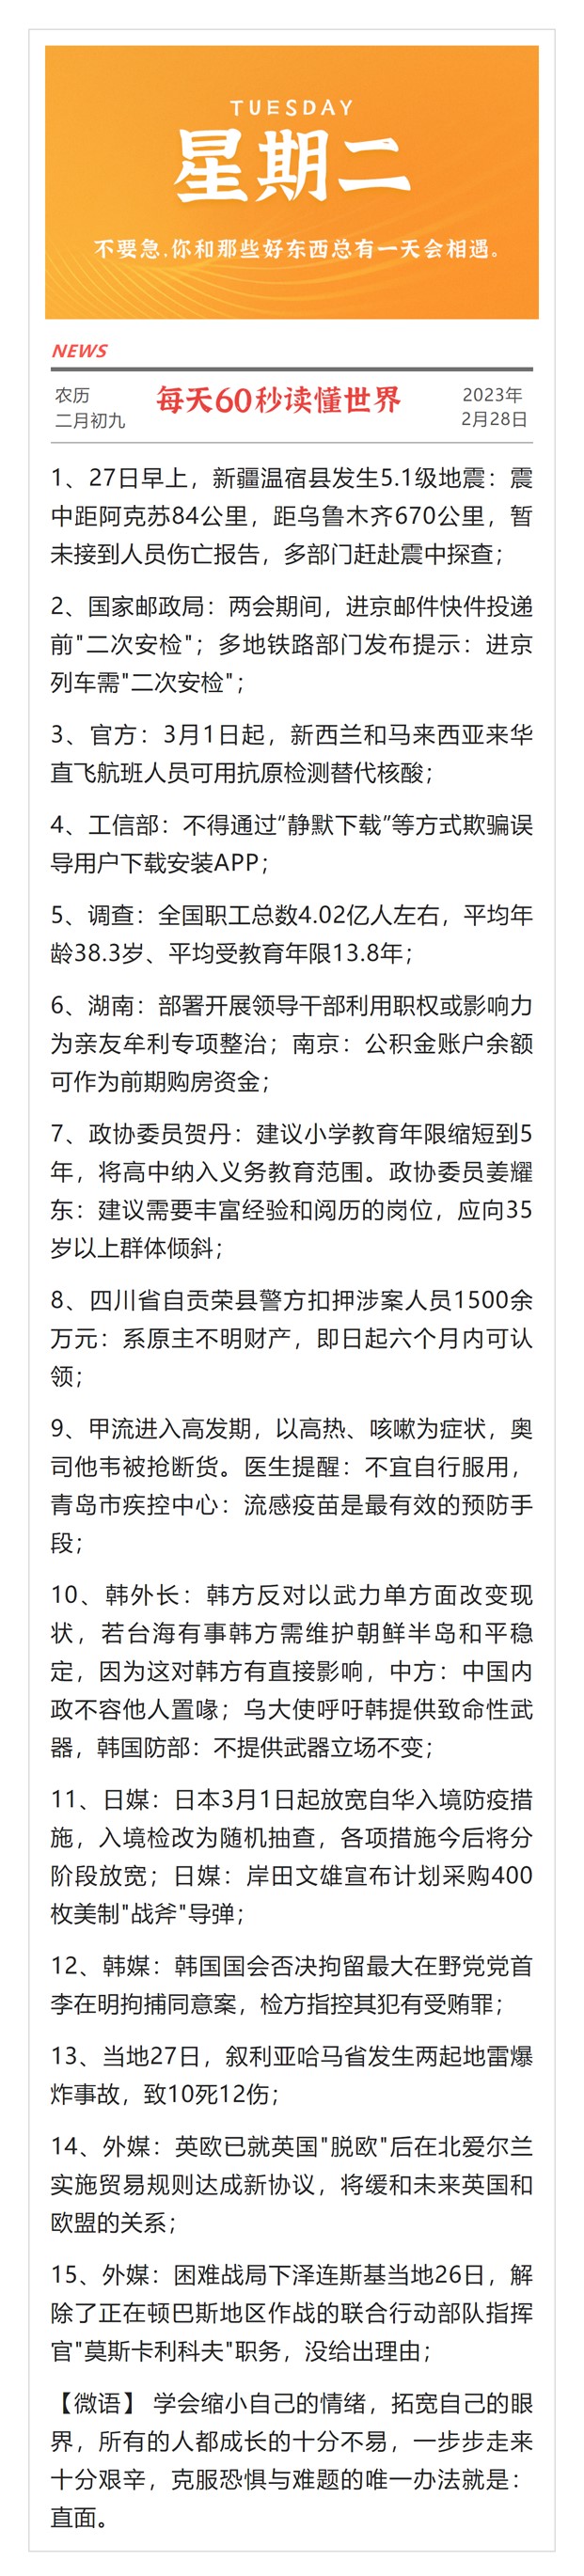 TUESDAY
星期二
不要急,你和那些好东西总有一天会相遇。
NEWS
农历
二月初九
每天60秒读懂世界
2023年
2月28日
1、27日早上，新疆温宿县发生5.1级地震：震
中距阿克苏84公里，距乌鲁木齐670公里，暂
未接到人员伤亡报告，多部门赶赴震中探查；
2、国家邮政局：两会期间，进京邮件快件投递
前"二次安检"；多地铁路部门发布提示：进京
列车需"二次安检"；
3、官方：3月1日起，新西兰和马来西亚来华
直飞航班人员可用抗原检测替代核酸；
4、工信部：不得通过“静默下载”等方式欺骗误
导用户下载安装APP；
5、调查：全国职工总数4.02亿人左右，平均年
龄38.3岁、平均受教育年限13.8年；
6、湖南：部署开展领导干部利用职权或影响力
为亲友牟利专项整治；南京：公积金账户余额
可作为前期购房资金；
7、政协委员贺丹：建议小学教育年限缩短到5
年，将高中纳入义务教育范围。政协委员姜耀
东：建议需要丰富经验和阅历的岗位，应向35
岁以上群体倾斜；
8、四川省自贡荣县警方扣押涉案人员1500余
万元：系原主不明财产，即日起六个月内可认
领；
9、甲流进入高发期，以高热、咳嗽为症状，奥
司他韦被抢断货。医生提醒：不宜自行服用，
青岛市疾控中心：流感疫苗是最有效的预防手
段；
10、韩外长：韩方反对以武力单方面改变现
状，若台海有事韩方需维护朝鲜半岛和平稳
定，因为这对韩方有直接影响，中方：中国内
政不容他人置喙；乌大使呼吁韩提供致命性武
器，韩国防部：不提供武器立场不变；
11、日媒：日本3月1日起放宽自华入境防疫措
施，入境检改为随机抽查，各项措施今后将分
阶段放宽；日媒：岸田文雄宣布计划采购400
枚美制"战斧"导弹；
12、韩媒：韩国国会否决拘留最大在野党党首
李在明拘捕同意案，检方指控其犯有受贿罪；
13、当地27日，叙利亚哈马省发生两起地雷爆
炸事故，致10死12伤；
14、外媒：英欧已就英国"脱欧"后在北爱尔兰
实施贸易规则达成新协议，将缓和未来英国和
欧盟的关系；
15、外媒：困难战局下泽连斯基当地26日，解
除了正在顿巴斯地区作战的联合行动部队指挥
官"莫斯卡利科夫"职务，没给出理由；
【微语】 学会缩小自己的情绪，拓宽自己的眼
界，所有的人都成长的十分不易，一步步走来
十分艰辛，克服恐惧与难题的唯一办法就是：
直面。